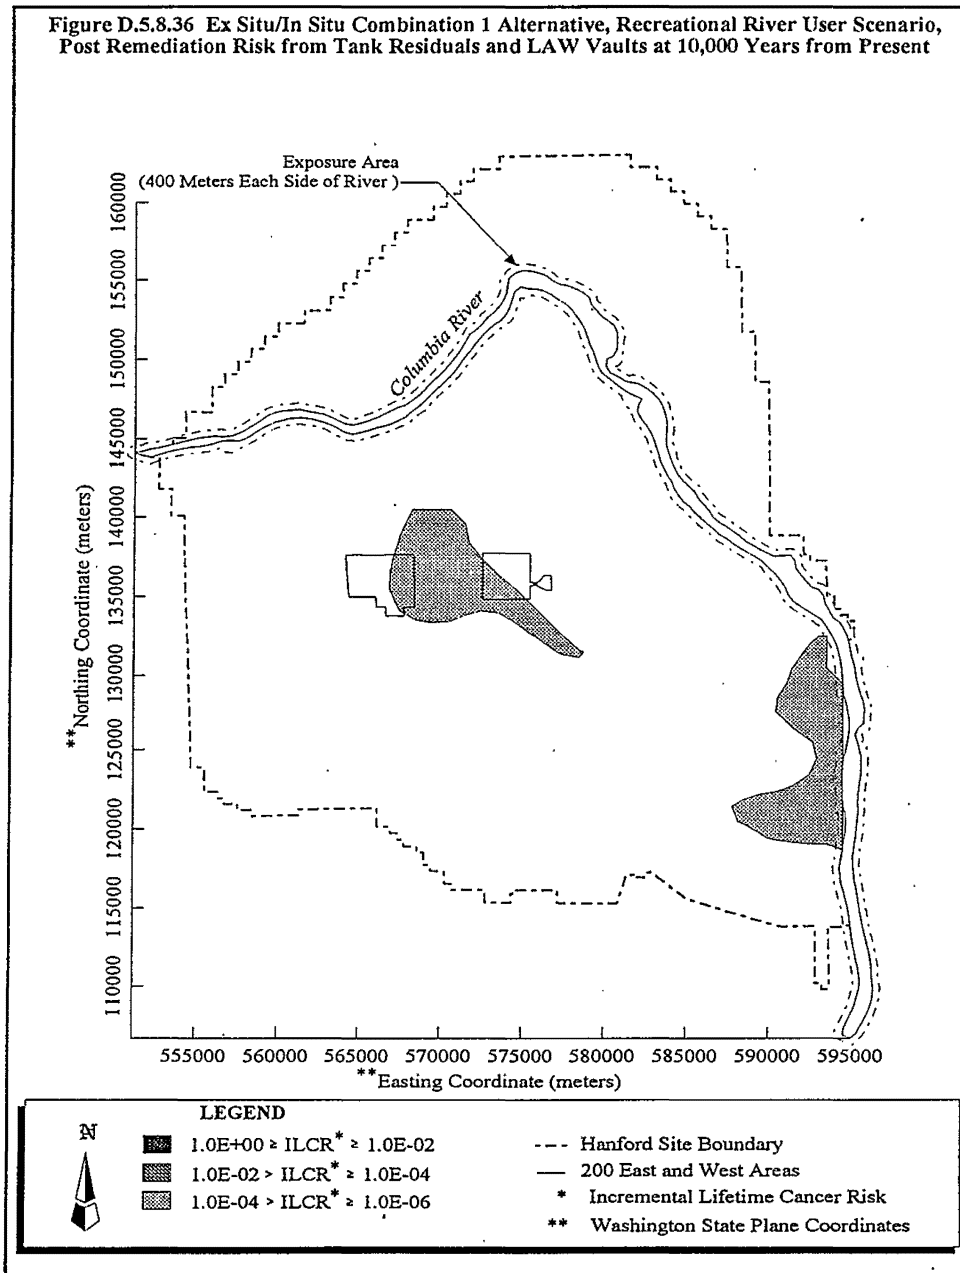 Figure D.5.8.36 Ex Situ/In Situ Combination 1 Alternative, Recreational River User Scenario,
Post Remediation Risk from Tank Residuals and LAW Vaults at 10,000 Years from Present
Exposure Area
(400 Meters Each Side of River )
Columbia River
**Northing Coordinate (meters)
160000
155000
150000
145000
140000
135000
130000
125000
120000
115000
110000
555000 560000 565000 570000 575000 580000 585000 590000 595000
**Easting Coordinate (meters)
LEGEND
N
1.0E+00 ≥ ILCR* ≥ 1.0E-02
1.0E-02 > ILCR* ≥ 1.0E-04
1.0E-04 > ILCR* ≥ 1.0E-06
Hanford Site Boundary
200 East and West Areas
* Incremental Lifetime Cancer Risk
** Washington State Plane Coordinates